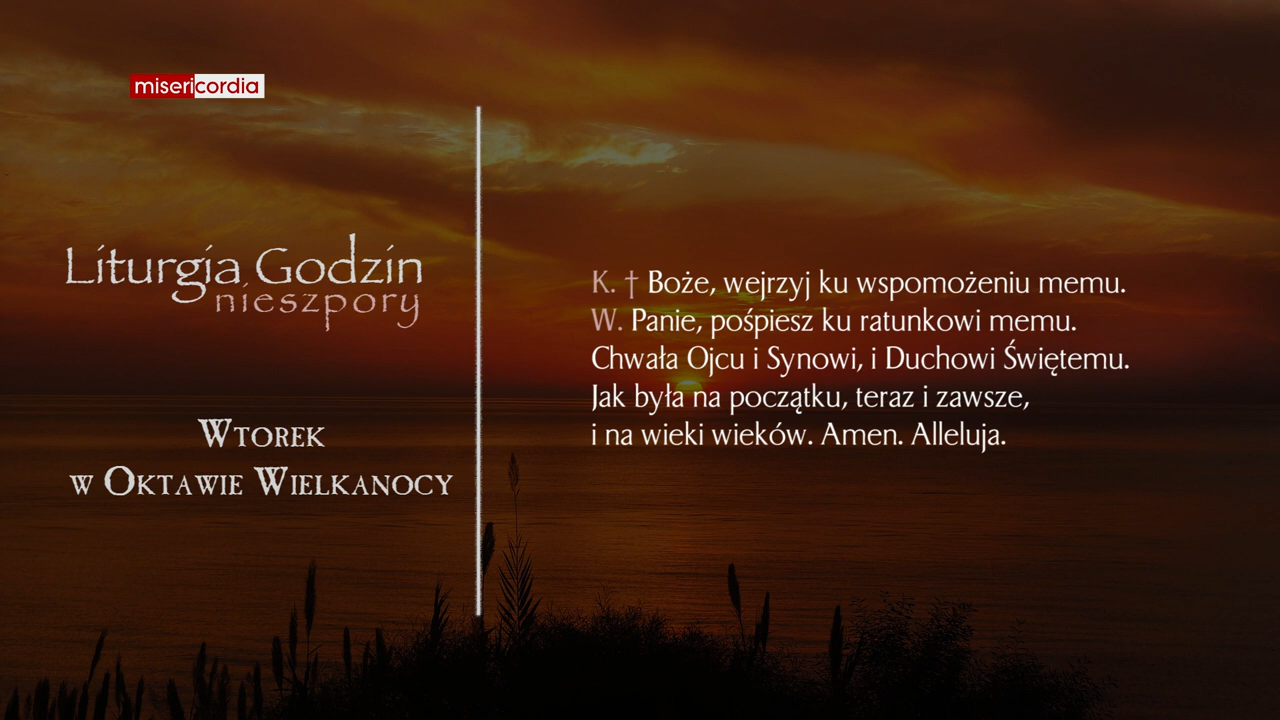 misericordia
Liturgia Godzin
nieszpory
Wtorek
w Oktawie Wielkanocy
K. † Boże, wejrzyj ku wspomożeniu memu.
W. Panie, pośpiesz ku ratunkowi memu.
Chwała Ojcu i Synowi, i Duchowi Świętemu.
Jak była na początku, teraz i zawsze,
i na wieki wieków. Amen. Alleluja.